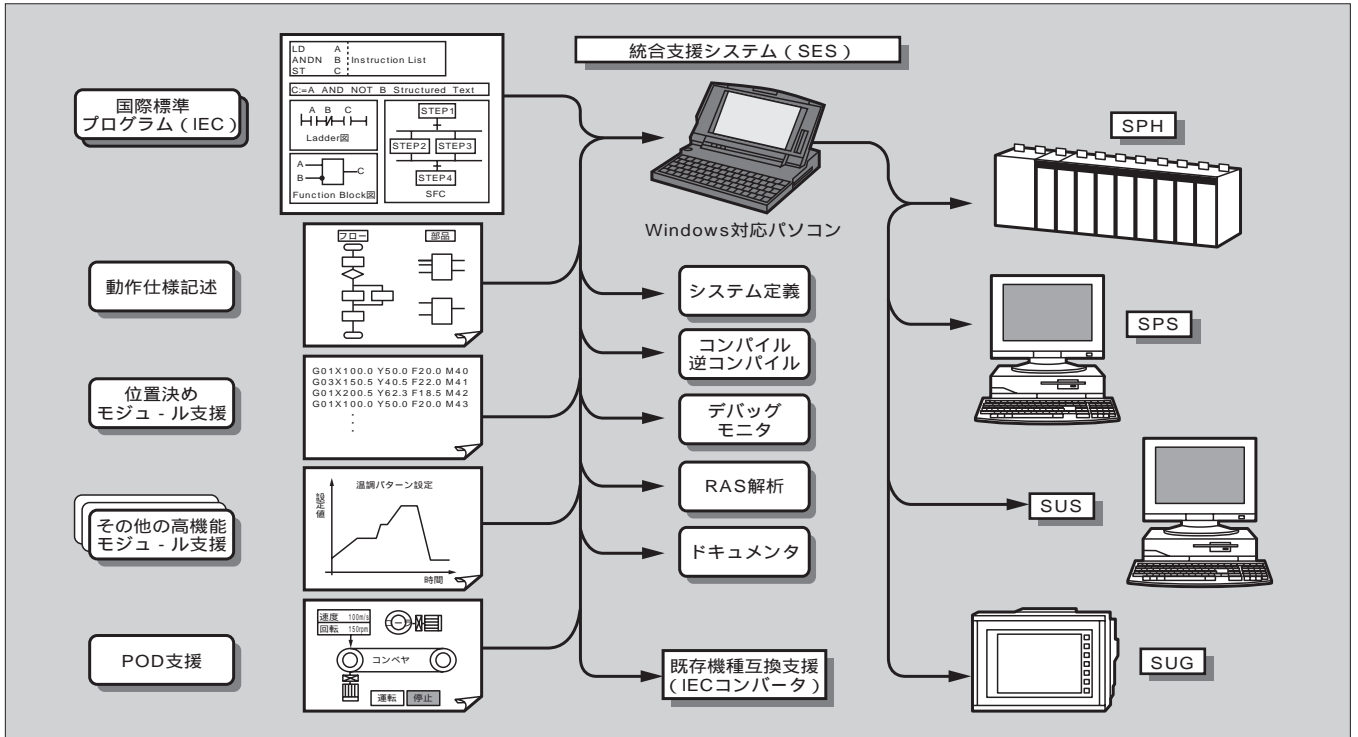 国際標準
プログラム（IEC）
LD A
ANDN B Instruction List
ST C
C:=A AND NOT B Structured Text
A B C
Ladder図
A
B
C
Function Block図
STEP1
STEP2 STEP3
STEP4
SFC
動作仕様記述
フロー
部品
位置決め
モジュ-ル支援
G01X100.0 Y50.0 F20.0 M40
G03X150.5 Y40.5 F22.0 M41
G01X200.5 Y62.3 F18.5 M42
G01X100.0 Y50.0 F20.0 M43
・
・
・
その他の高機能
モジュ-ル支援
温調パターン設定
設定値
時間
POD支援
速度 100m/s
回転 150rpm
コンベヤ
運転 停止
統合支援システム（SES）
Windows対応パソコン
システム定義
コンパイル
逆コンパイル
デバッグ
モニタ
RAS解析
ドキュメンタ
既存機種互換支援
（IECコンバータ）
SPH
SPS
SUS
SUG